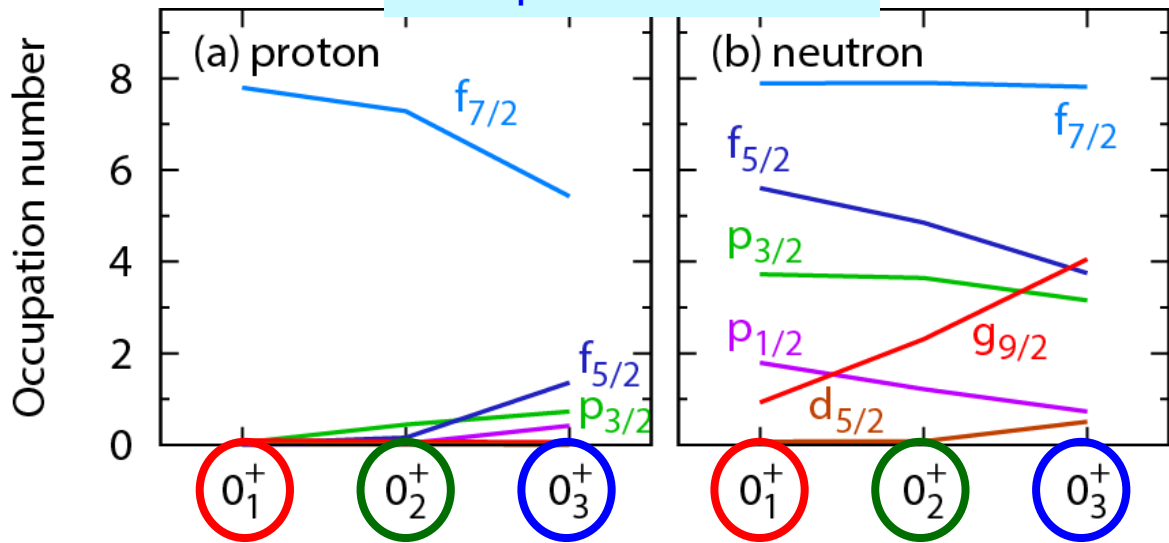 Occupation number
(a) proton
8
6
4
2
0
f7/2
f5/2
p3/2
0+1
0+2
0+3
(b) neutron
f7/2
f5/2
p3/2
p1/2
g9/2
d5/2
0+1
0+2
0+3